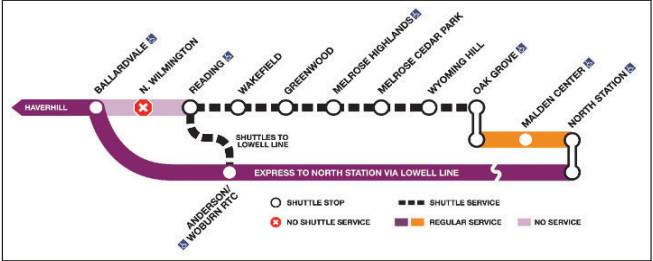 BALLARDVALE
N. WILMINGTON
READING
WAKEFIELD
GREENWOOD
MELROSE HIGHLANDS
MELROSE CEDAR PARK
WYOMING HILL
OAK GROVE
MALDEN CENTER
NORTH STATION
HAVERHILL
SHUTTLES TO
LOWELL LINE
EXPRESS TO NORTH STATION VIA LOWELL LINE
ANDERSON/
WOBURN RTC
SHUTTLE STOP
SHUTTLE SERVICE
NO SHUTTLE SERVICE
REGULAR SERVICE
NO SERVICE